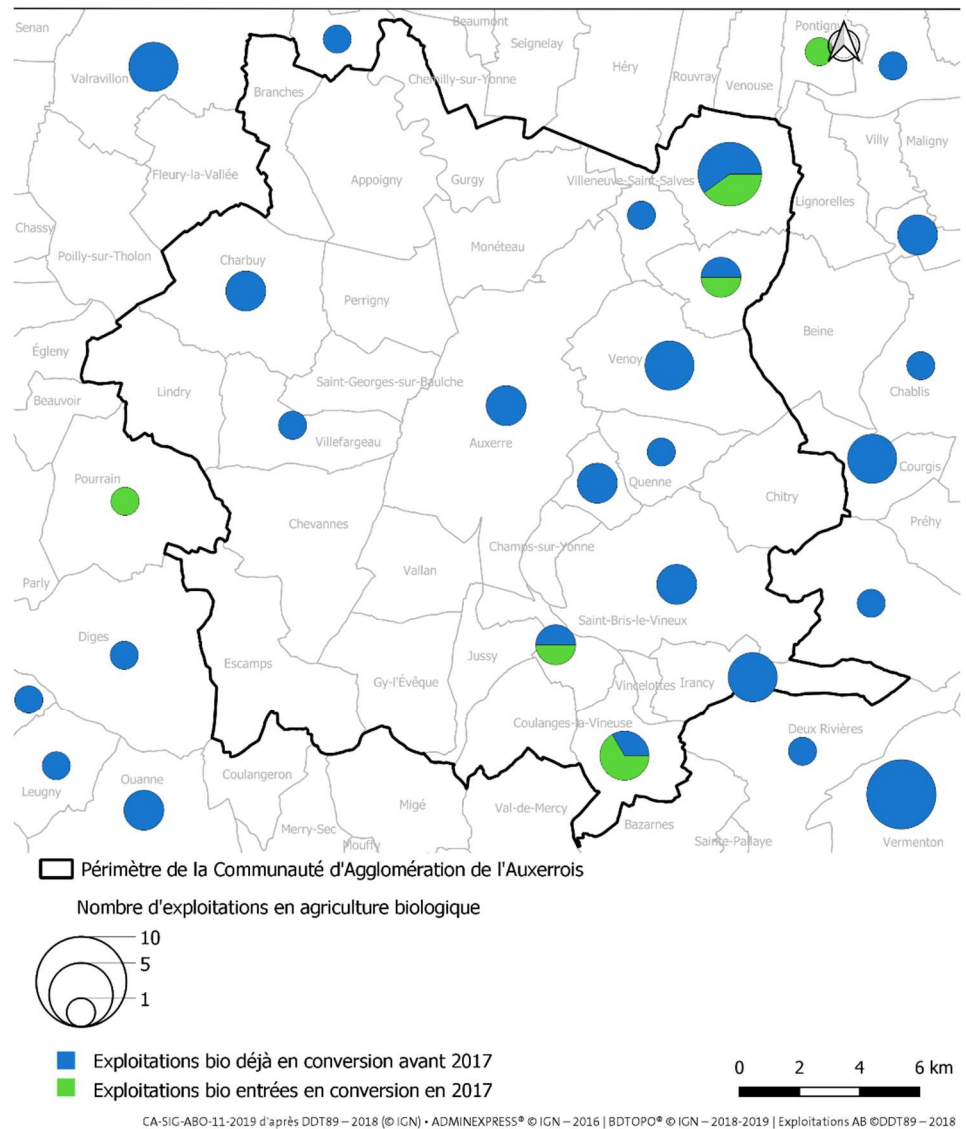 Senan
Beaumont
Pontigny
Seignelay
Valravillon
Branches
Chemilly-sur-Yonne
Héry
Rouvray
Venouse
Villy
Maligny
Fleury-la-Vallée
Appoigny
Gurgy
Villeneuve-Saint-Salves
Lignorelles
Chassy
Poilly-sur-Tholon
Charbuy
Monéteau
Perrigny
Beine
Égleny
Venoy
Lindry
Saint-Georges-sur-Baulche
Chablis
Beauvoir
Villefargeau
Auxerre
Courgis
Pourrain
Quenne
Chitry
Chevannes
Préhy
Champs-sur-Yonne
Parly
Vallan
Saint-Bris-le-Vineux
Diges
Escamps
Jussy
Gy-l'Évêque
Vincelottes
Irancy
Coulanges-la-Vineuse
Deux Rivières
Leugny
Ouanne
Coulangeron
Migé
Val-de-Mercy
Bazarnes
Merry-Sec
Mouffy
Sainte-Pallaye
Vermenton
Périmètre de la Communauté d'Agglomération de l'Auxerrois
Nombre d'exploitations en agriculture biologique
10
5
1
Exploitations bio déjà en conversion avant 2017
Exploitations bio entrées en conversion en 2017
0 2 4 6 km
CA-SIG-ABO-11-2019 d'après DDT89 – 2018 (© IGN) • ADMINEXPRESS® © IGN – 2016 | BDTOPO® © IGN – 2018-2019 | Exploitations AB ©DDT89 – 2018